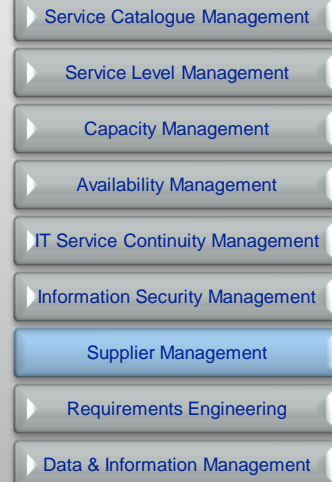 Service Catalogue Management
Service Level Management
Capacity Management
Availability Management
IT Service Continuity Management
Information Security Management
Supplier Management
Requirements Engineering
Data & Information Management